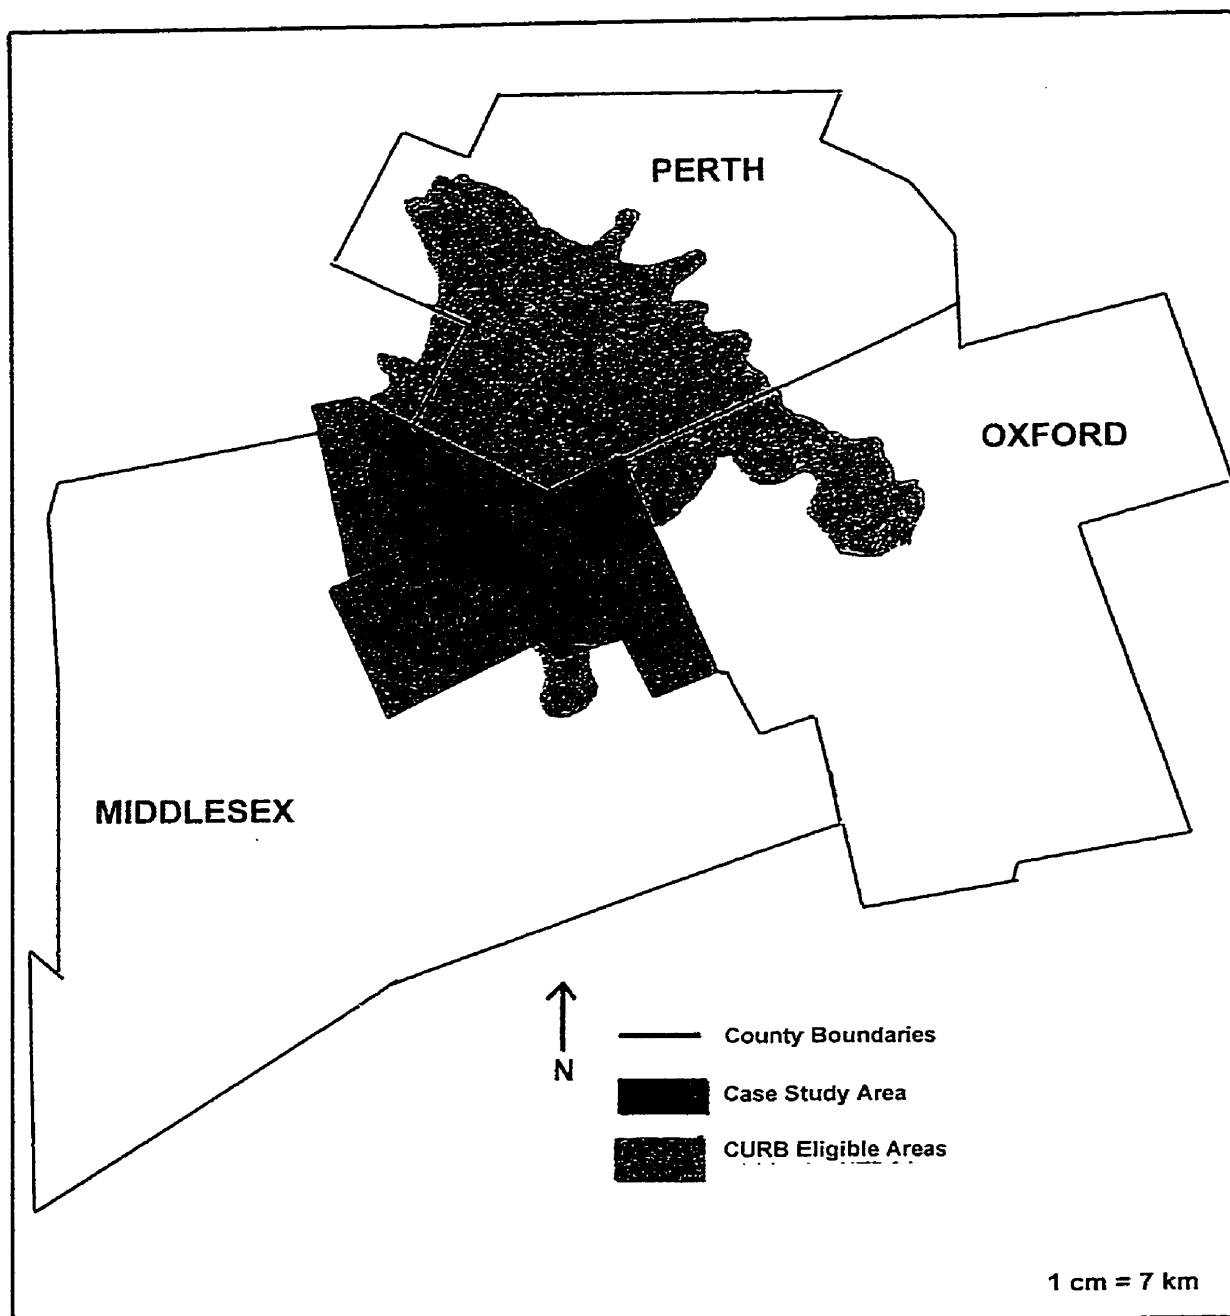 PERTH
OXFORD
MIDDLESEX
N
County Boundaries
Case Study Area
CURB Eligible Areas
1 cm = 7 km